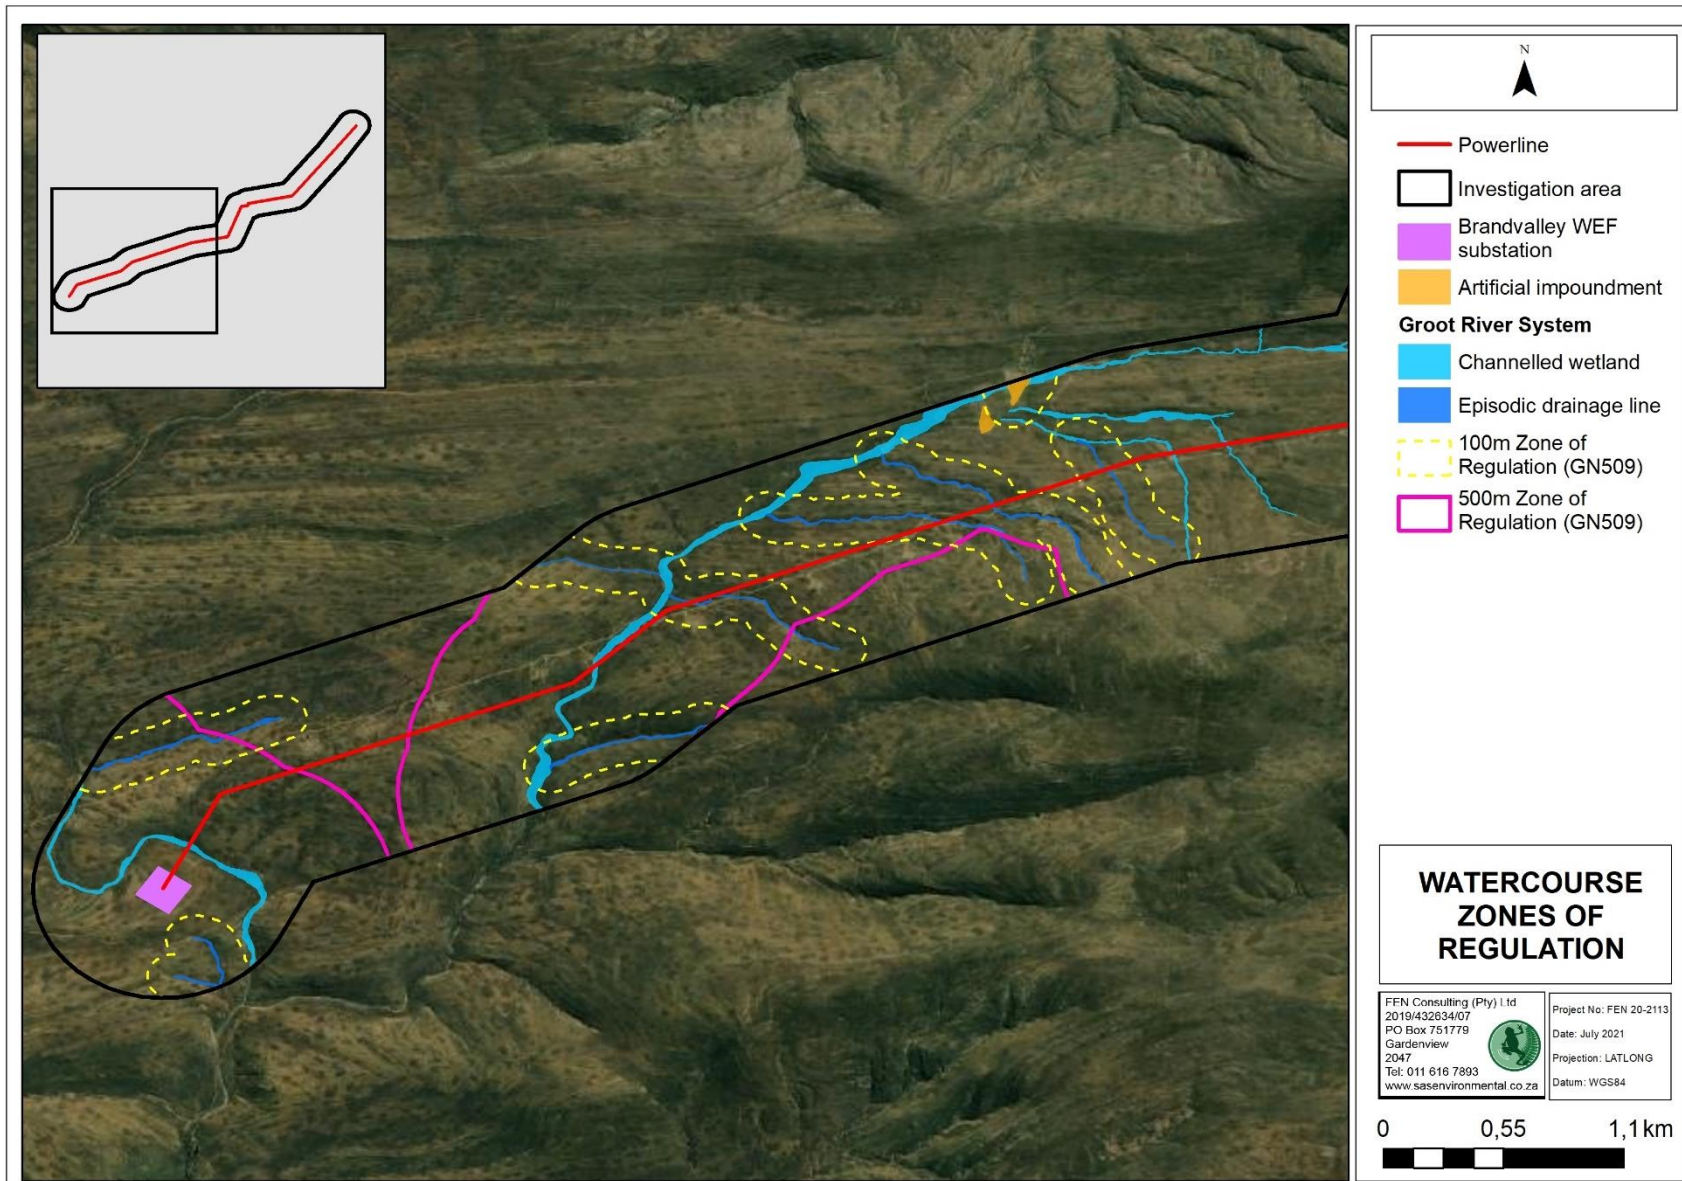 N
Powerline
Investigation area
Brandvalley WEF
substation
Artificial impoundment
Groot River System
Channelled wetland
Episodic drainage line
100m Zone of
Regulation (GN509)
500m Zone of
Regulation (GN509)
WATERCOURSE
ZONES OF
REGULATION
FEN Consulting (Pty) Ltd
2019/432634/07
PO Box 751779
Gardenview
2047
Tel: 011 616 7893
www.sasenvironmental.co.za
Project No: FEN 20-2113
Date: July 2021
Projection: LATLONG
Datum: WGS84
0 0,55 1,1 km